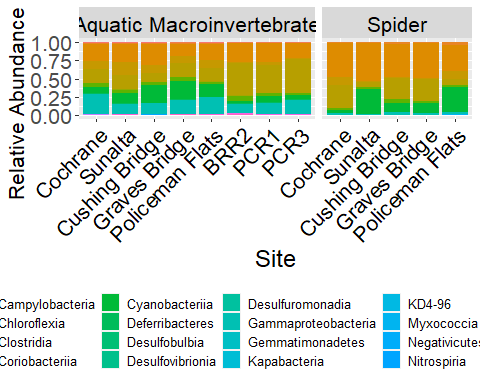 Aquatic Macroinvertebrate
Spider
Relative Abundance
1.00
0.75
0.50
0.25
0.00
Cochrane
Sunalta
Cushing Bridge
Graves Bridge
Policeman Flats
BRR2
PCR1
PCR3
Cochrane
Sunalta
Cushing Bridge
Graves Bridge
Policeman Flats
Site
Campylobacteria Cyanobacteriia Desulfuromonadia KD4-96
Chloroflexia Deferribacteres Gammaproteobacteria Myxococcia
Clostridia Desulfobulbia Gemmatimonadetes Negativicutes
Coriobacteriia Desulfovibrionia Kapabacteria Nitrospiria